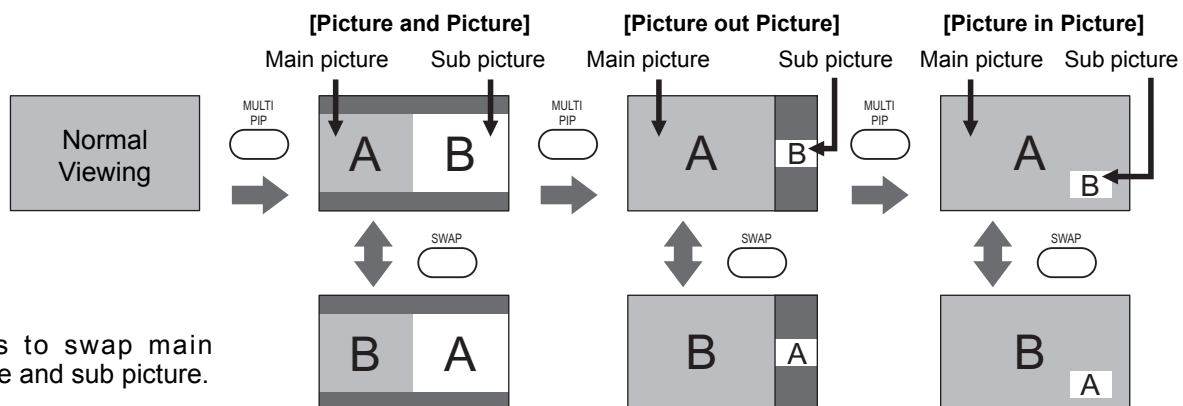 [Picture and Picture]
[Picture out Picture]
[Picture in Picture]
Main picture
Sub picture
Main picture
Sub picture
Main picture
Sub picture
Normal
Viewing
MULTI
PIP
A
B
MULTI
PIP
A
B
MULTI
PIP
A
B
SWAP
SWAP
SWAP
s to swap main
e and sub picture.
B
A
B
A
B
A